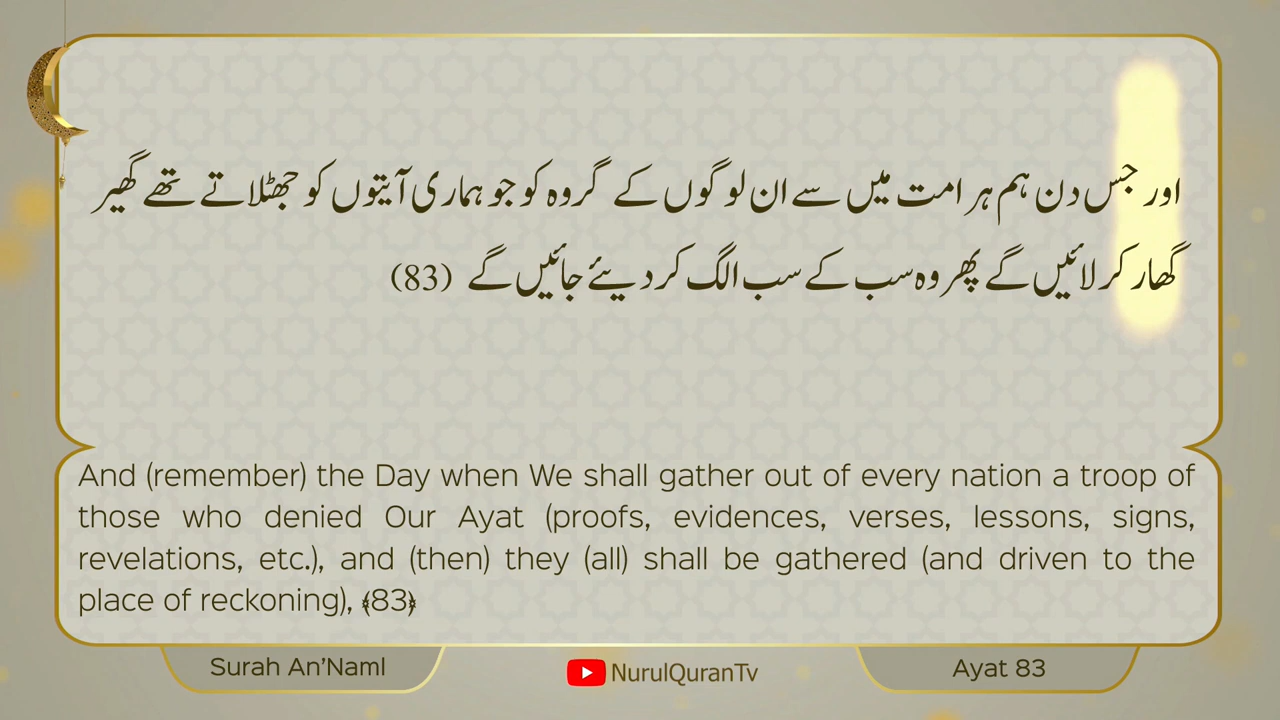 اور جس دن ہم ہر امت میں سے ان لوگوں کے گروہ کو جو ہماری آیتوں کو جھٹلاتے تھے گھیر
گھار کر لائیں گے پھر وہ سب کے سب الگ کر دیئے جائیں گے (83)
And (remember) the Day when We shall gather out of every nation a troop of
those who denied Our Ayat (proofs, evidences, verses, lessons, signs,
revelations, etc.), and (then) they (all) shall be gathered (and driven to the
place of reckoning), ﴾83﴿
Surah An’Naml
NurulQuranTv
Ayat 83